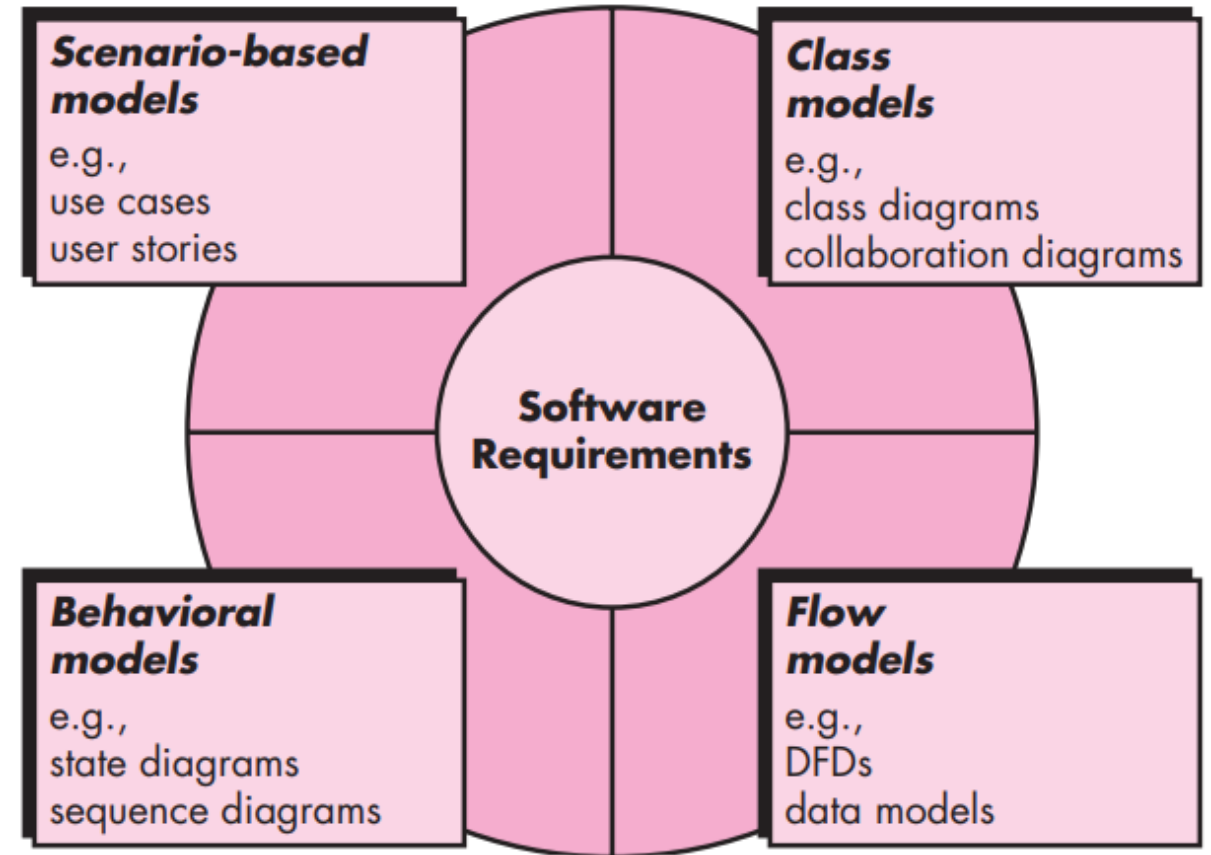 Scenario-based
models
e.g.,
use cases
user stories
Class
models
e.g.,
class diagrams
collaboration diagrams
Software
Requirements
Behavioral
models
e.g.,
state diagrams
sequence diagrams
Flow
models
e.g.,
DFDs
data models